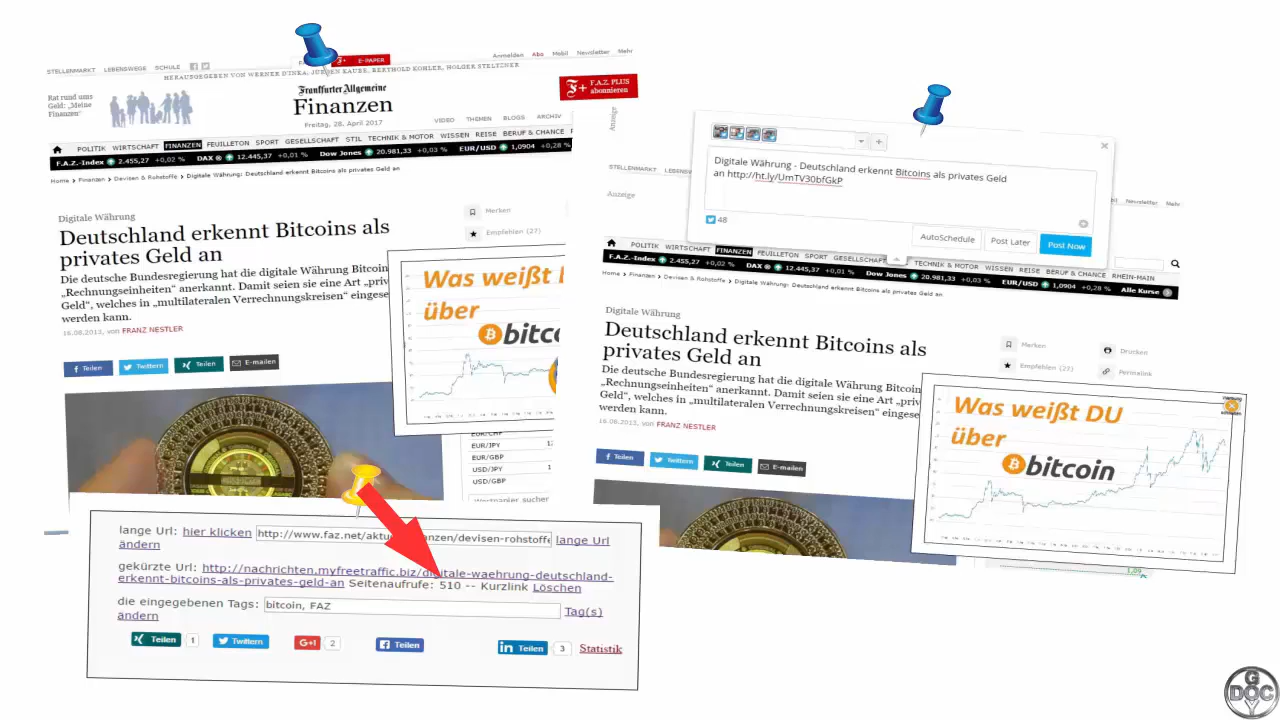 STELLENMARKT LEBENSWEGE SCHULE
E-PAPER
Anmelden Abo Mobil Newsletter Mehr
HERAUSGEGEBEN VON WERNER D'INKA, JÜRGEN KAUBE, BERTHOLD KOHLER, HOLGER STELTZNER
Rat rund ums
Geld: „Meine
Finanzen"
Frankfurter Allgemeine
Finanzen
Freitag, 28. April 2017
F+ F.A.Z. PLUS
abonnieren
VIDEO THEMEN BLOGS ARCHIV
POLITIK WIRTSCHAFT FINANZEN FEUILLETON SPORT GESELLSCHAFT STIL TECHNIK & MOTOR WISSEN REISE BERUF & CHANCE
F.A.Z.-Index 2.455,27 +0,02 % DAX ® 12.445,37 +0,01 % Dow Jones 20.981,33 +0,03 % EUR/USD 1,0904 +0,28 %
Home Finanzen Devisen & Rohstoffe Digitale Währung: Deutschland erkennt Bitcoins als privates Geld an
Digitale Währung
Deutschland erkennt Bitcoins als
privates Geld an
Die deutsche Bundesregierung hat die digitale Währung Bitcoin
„Rechnungseinheiten" anerkannt. Damit seien sie eine Art „priva
Geld", welches in „multilateralen Verrechnungskreisen" eingese
werden kann.
16.08.2013, von FRANZ NESTLER
Merken
Empfehlen (27)
Teilen Twittern Teilen E-mailen
Was weißt
über
bitco
EUR/CHF
EUR/JPY
EUR/GBP
USD/JPY
USD/GBP
Wertpapier suchen
Anzeige
STELLENMARKT LEBENSW
Anzeige
Digitale Währung - Deutschland erkennt Bitcoins als privates Geld
an http://ht.ly/UmTV30bfGkP
48
AutoSchedule Post Later Post Now
bil Newsletter Mehr
POLITIK WIRTSCHAFT FINANZEN FEUILLETON SPORT GESELLSCHAFT TECHNIK & MOTOR WISSEN REISE BERUF & CHANCE RHEIN-MAIN
F.A.Z.-Index 2.455,27 +0,02 % DAX ® 12.445,37 +0,01 % Dow Jones 20.981,33 +0,03 % EUR/USD 1,0904 +0,28 % Alle Kurse
Home Finanzen Devisen & Rohstoffe Digitale Währung: Deutschland erkennt Bitcoins als privates Geld an
Digitale Währung
Deutschland erkennt Bitcoins als
privates Geld an
Die deutsche Bundesregierung hat die digitale Währung Bitcoin
„Rechnungseinheiten" anerkannt. Damit seien sie eine Art „priva
Geld", welches in „multilateralen Verrechnungskreisen" eingese
werden kann.
16.08.2013, von FRANZ NESTLER
Merken Drucken
Empfehlen (27) Permalink
Teilen Twittern Teilen E-mailen
Was weißt DU
über
bitcoin
1,09
lange Url: hier klicken http://www.faz.net/aktu inanzen/devisen-rohstoffe lange Url
ändern
gekürzte Url: http://nachrichten.myfreetraffic.biz/digitale-waehrung-deutschland-
erkennt-bitcoins-als-privates-geld-an Seitenaufrufe: 510 -- Kurzlink Löschen
die eingegebenen Tags: bitcoin, FAZ Tag(s)
ändern
Teilen 1 Twittern G+1 2 Teilen Teilen 3 Statistik
G
DOC